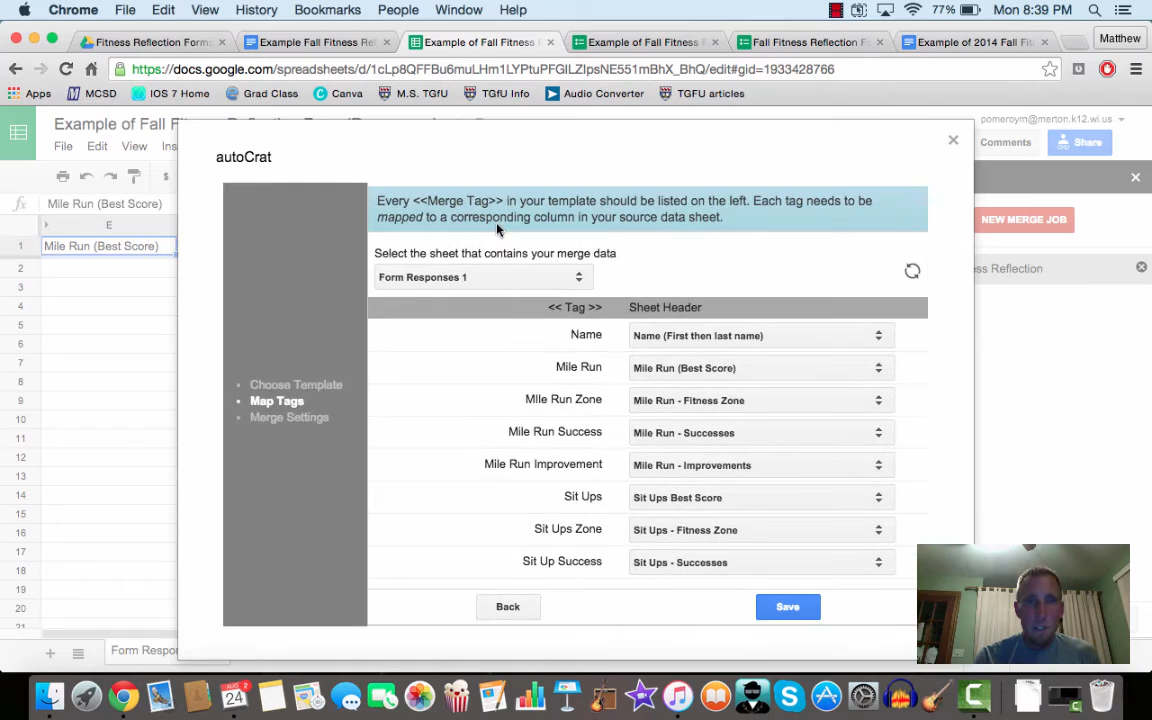 Chrome File Edit View History Bookmarks People Window Help 77% Mon 8:39 PM
Fitness Reflection Forms Example Fall Fitness Re Example of Fall Fitness Example of Fall Fitness Fall Fitness Reflection Fo Example of 2014 Fall Fit Matthew
https://docs.google.com/spreadsheets/d/1cLp8QFFBu6muLHm1LYPtuPFGILZIpsNE551mBhX_BhQ/edit#gid=1933428766
Apps MCSD IOS 7 Home Grad Class Canva M.S. TGfU TGfU Info Audio Converter TGFU articles
Example of Fall Fi
pomeroym@merton.k12.wi.us
File Edit View Ins
Comments Share
autoCrat
$
fx Mile Run (Best Score)
NEW MERGE JOB
E
1 Mile Run (Best Score)
ss Reflection
2
3
4
5
6
7
8
9
10
11
12
13
14
15
16
17
18
19
20
21
Every <<Merge Tag>> in your template should be listed on the left. Each tag needs to be
mapped to a corresponding column in your source data sheet.
Select the sheet that contains your merge data
Form Responses 1
<< Tag >> Sheet Header
Name Name (First then last name)
Mile Run Mile Run (Best Score)
MIle Run Zone Mile Run - Fitness Zone
Mile Run Success Mile Run - Successes
Mile Run Improvement Mile Run - Improvements
Sit Ups Sit Ups Best Score
Sit Ups Zone Sit Ups - Fitness Zone
Sit Up Success Sit Ups - Successes
Choose Template
Map Tags
Merge Settings
Back Save
Form Respor
AUG
24